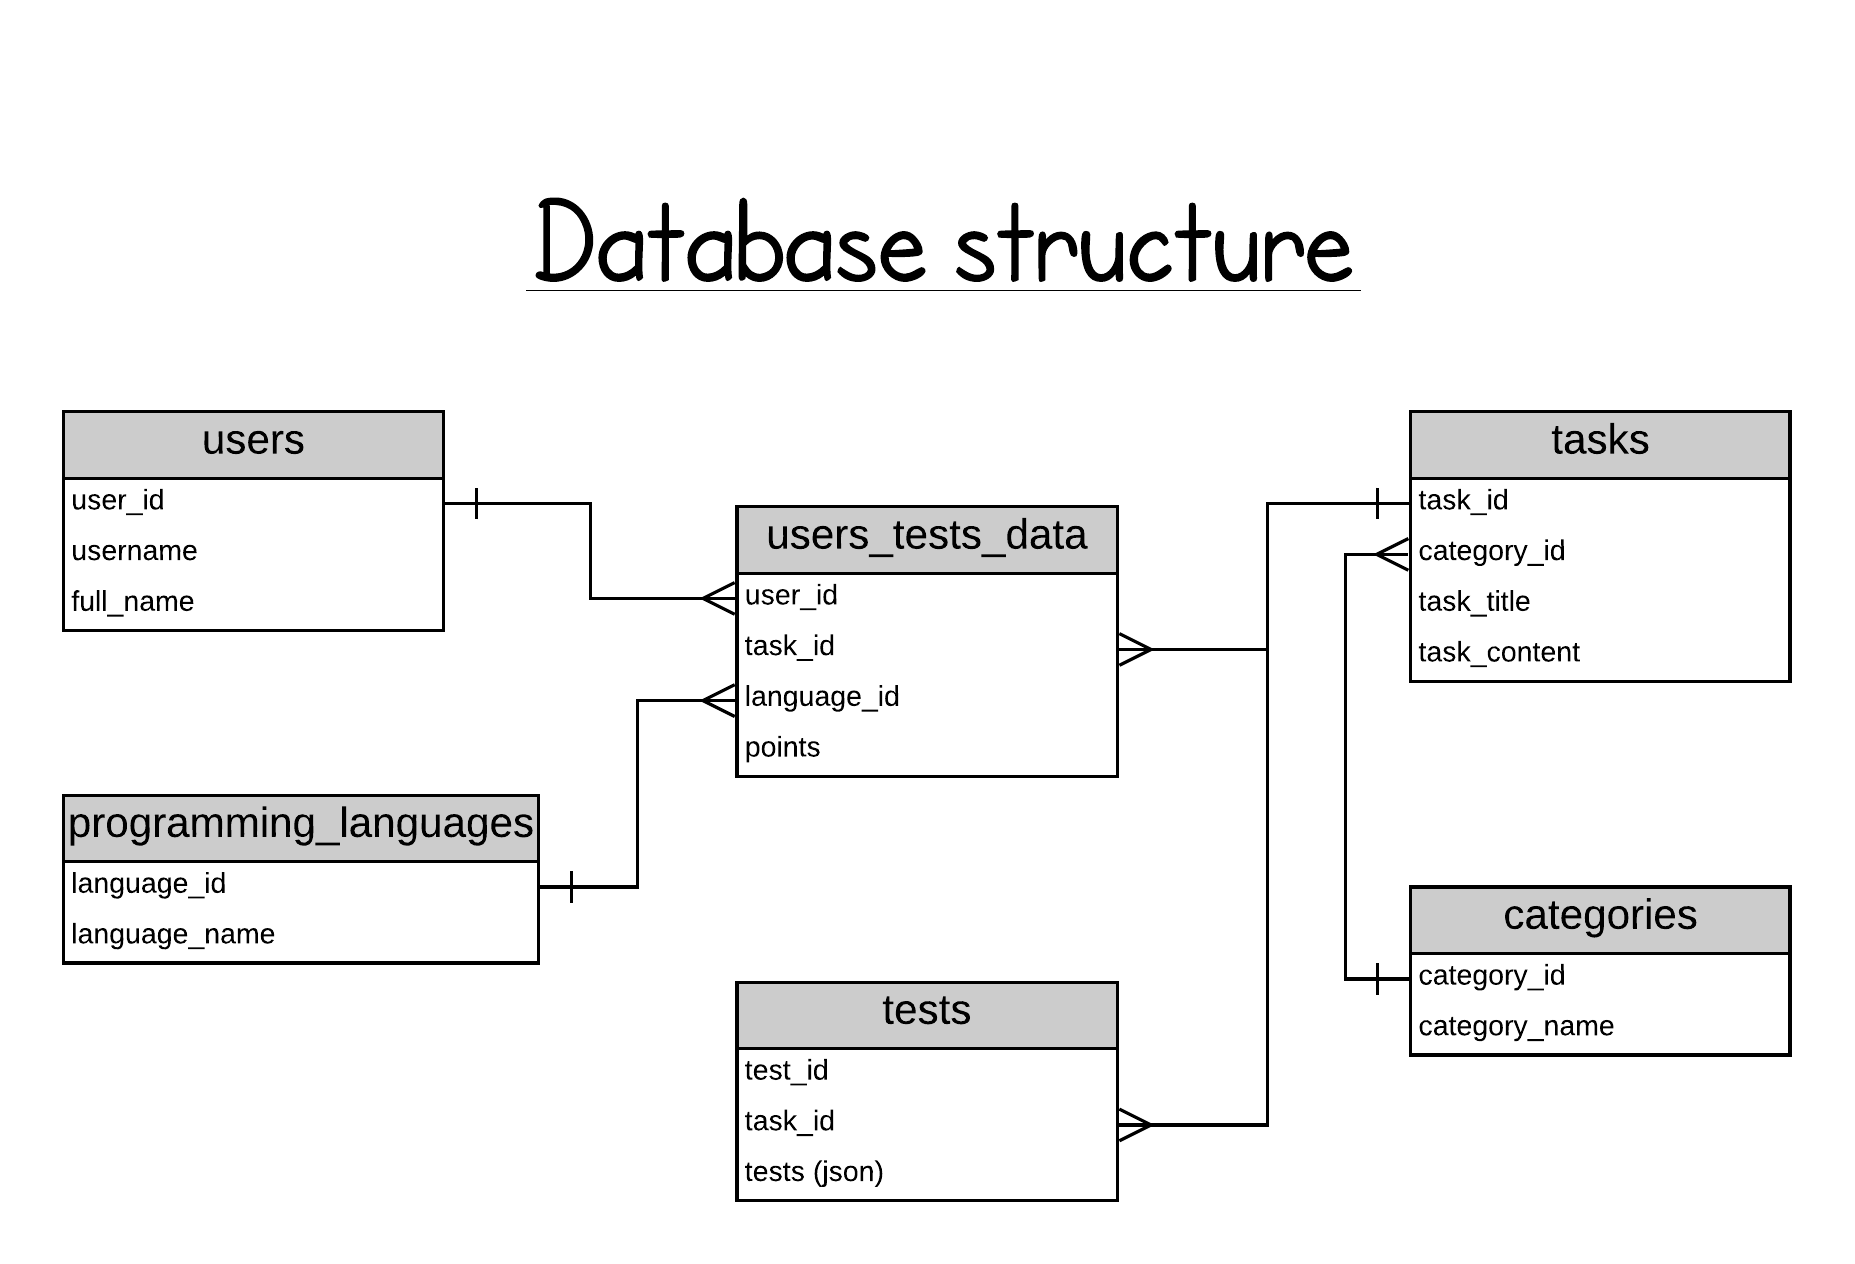 Database structure
users
user_id
username
full_name
programming_languages
language_id
language_name
users_tests_data
user_id
task_id
language_id
points
tests
test_id
task_id
tests (json)
tasks
task_id
category_id
task_title
task_content
categories
category_id
category_name